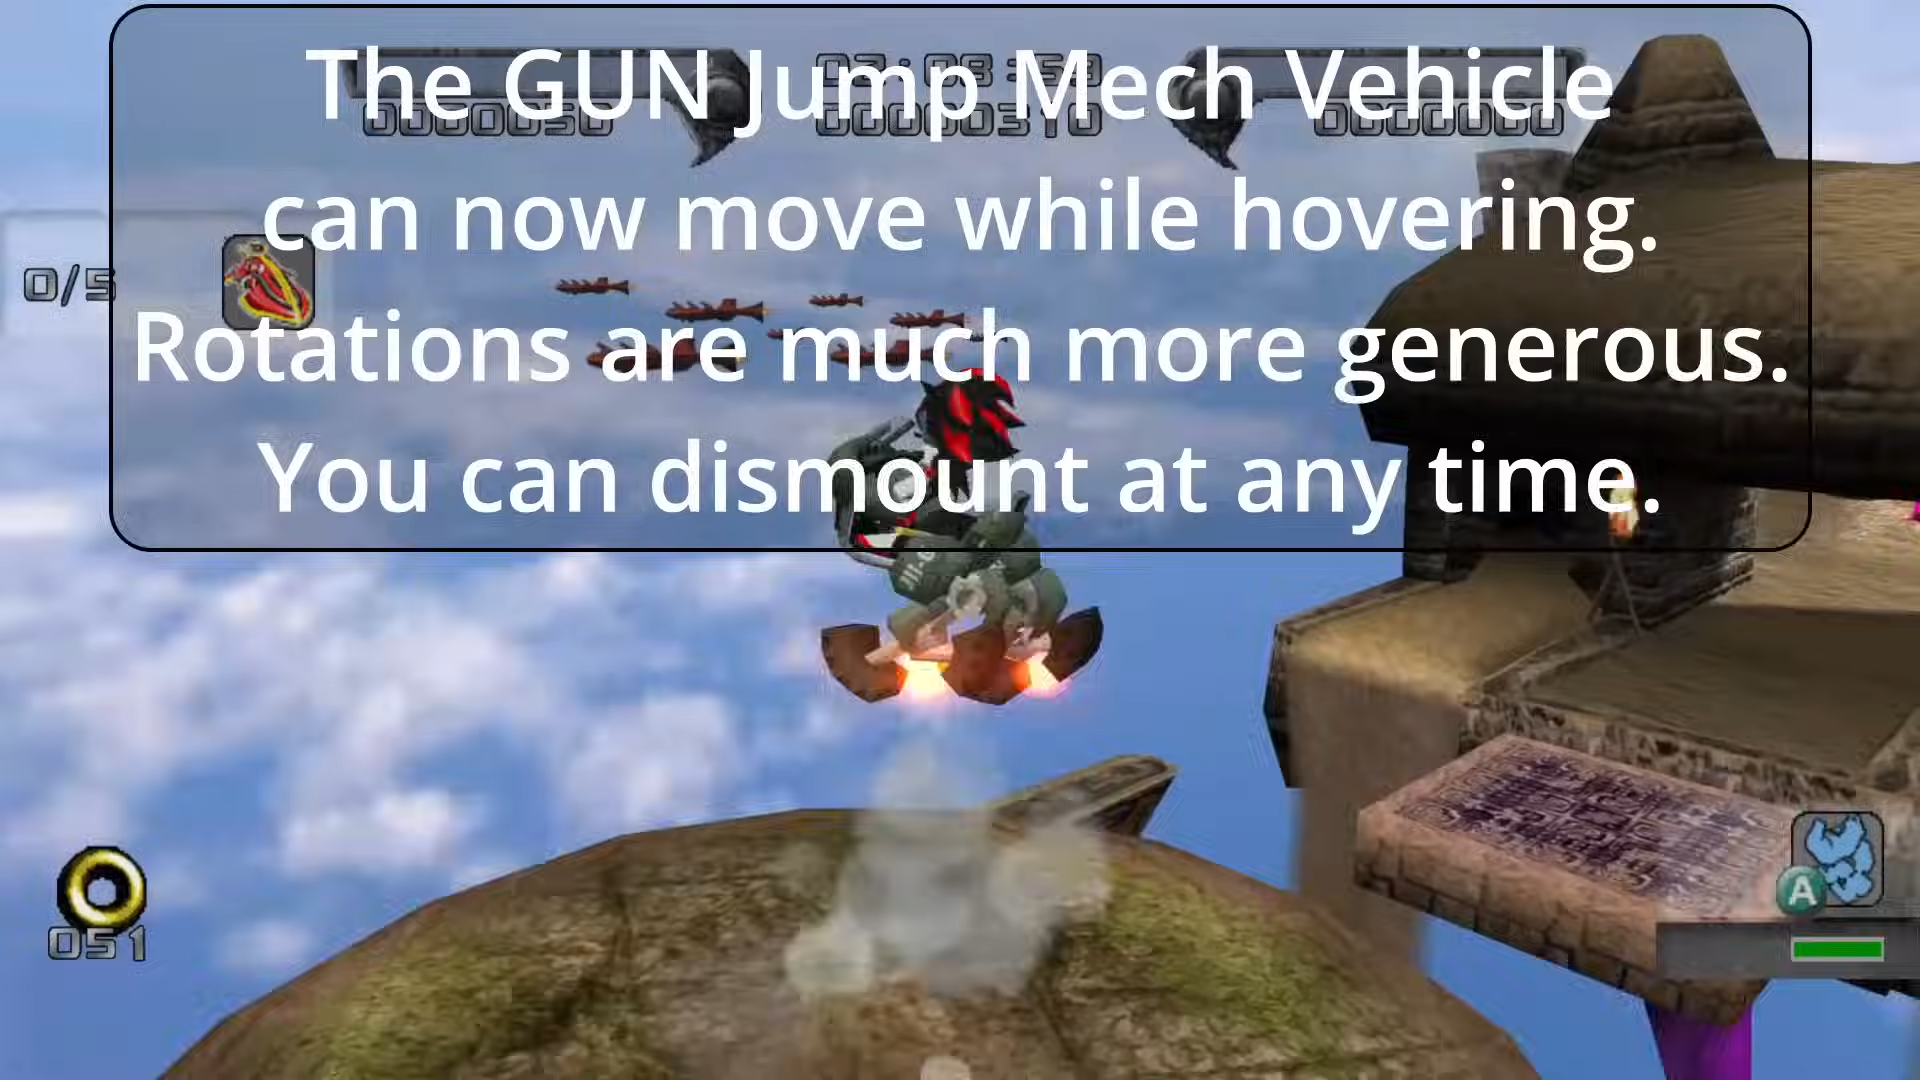 The GUN Jump Mech Vehicle
can now move while hovering.
Rotations are much more generous.
You can dismount at any time.
0/5
051
A